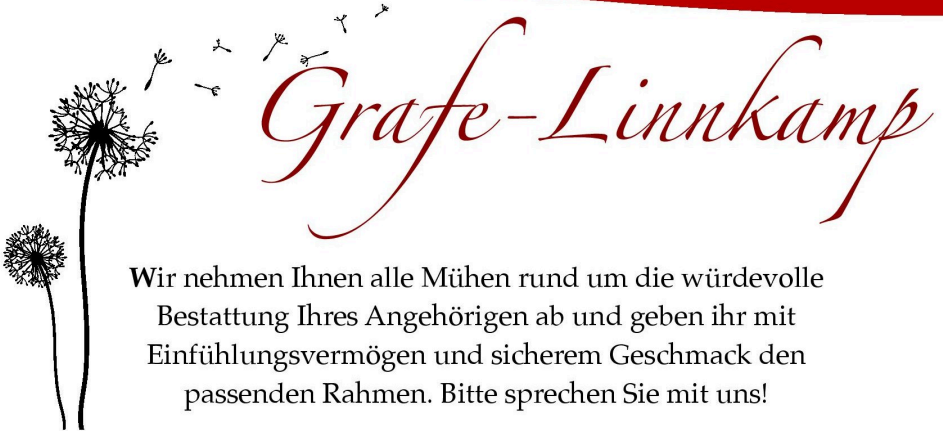 Grafe-Linnkamp
Wir nehmen Ihnen alle Mühen rund um die würdevolle
Bestattung Ihres Angehörigen ab und geben ihr mit
Einfühlungsvermögen und sicherem Geschmack den
passenden Rahmen. Bitte sprechen Sie mit uns!